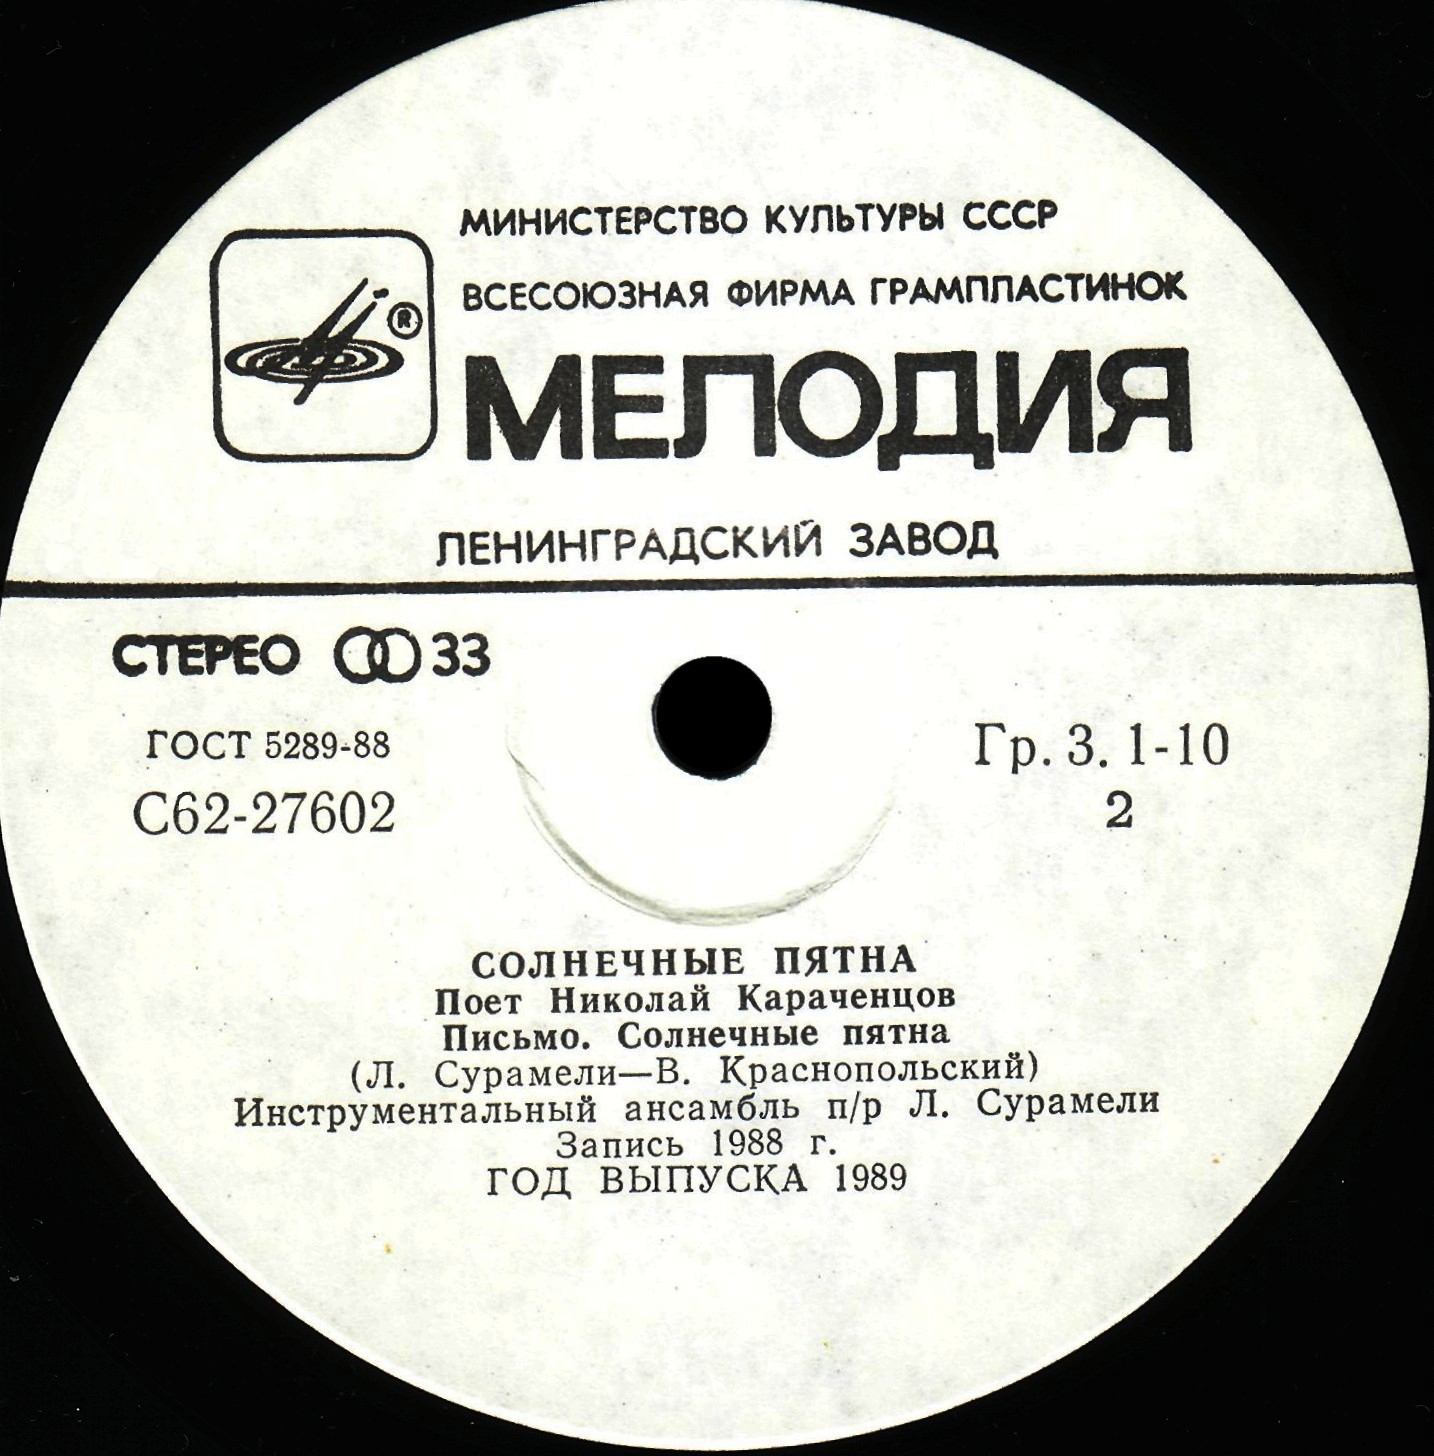 МИНИСТЕРСТВО КУЛЬТУРЫ СССР
ВСЕСОЮЗНАЯ ФИРМА ГРАМПЛАСТИНОК
®
МЕЛОДИЯ
ЛЕНИНГРАДСКИЙ ЗАВОД
СТЕРЕО 33
ГОСТ 5289-88
С62-27602
Гр. 3. 1-10
2
СОЛНЕЧНЫЕ ПЯТНА
Поет Николай Караченцов
Письмо. Солнечные пятна
(Л. Сурамели—В. Краснопольский)
Инструментальный ансамбль п/р Л. Сурамели
Запись 1988 г.
ГОД ВЫПУСКА 1989